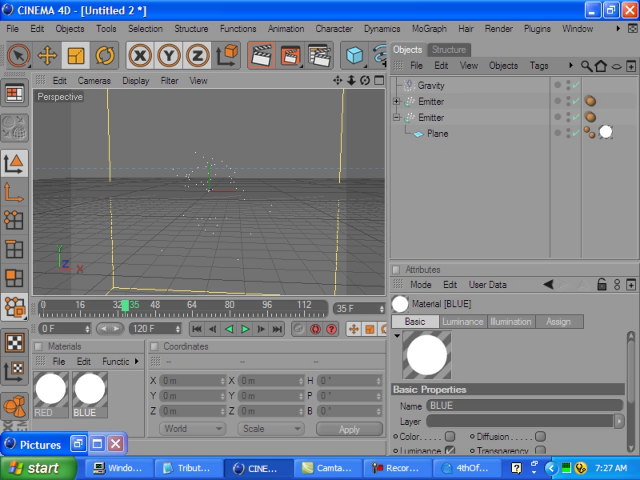 CINEMA 4D - [Untitled 2 *]
File Edit Objects Tools Selection Structure Functions Animation Character Dynamics MoGraph Hair Render Plugins Window
X Y Z
Objects Structure
File Edit View Objects Tags
Edit Cameras Display Filter View
Perspective
Gravity
Emitter
Emitter
Plane
Y
Z X
0 16 32 35 48 64 80 96 112
35 F
0 F 120 F
Attributes
Mode Edit User Data
Material [BLUE]
Basic Luminance Illumination Assign
Basic Properties
Name BLUE
Layer
Color Diffusion
Luminance Transparency
Materials
File Edit Functic
RED BLUE
Coordinates
-- -- --
X 0 m X 0 m H 0 °
Y 0 m Y 0 m P 0 °
Z 0 m Z 0 m B 0 °
World Scale Apply
Pictures
start Windo... Tribut... CINE... Camta... Recor... 4thOf... 7:27 AM